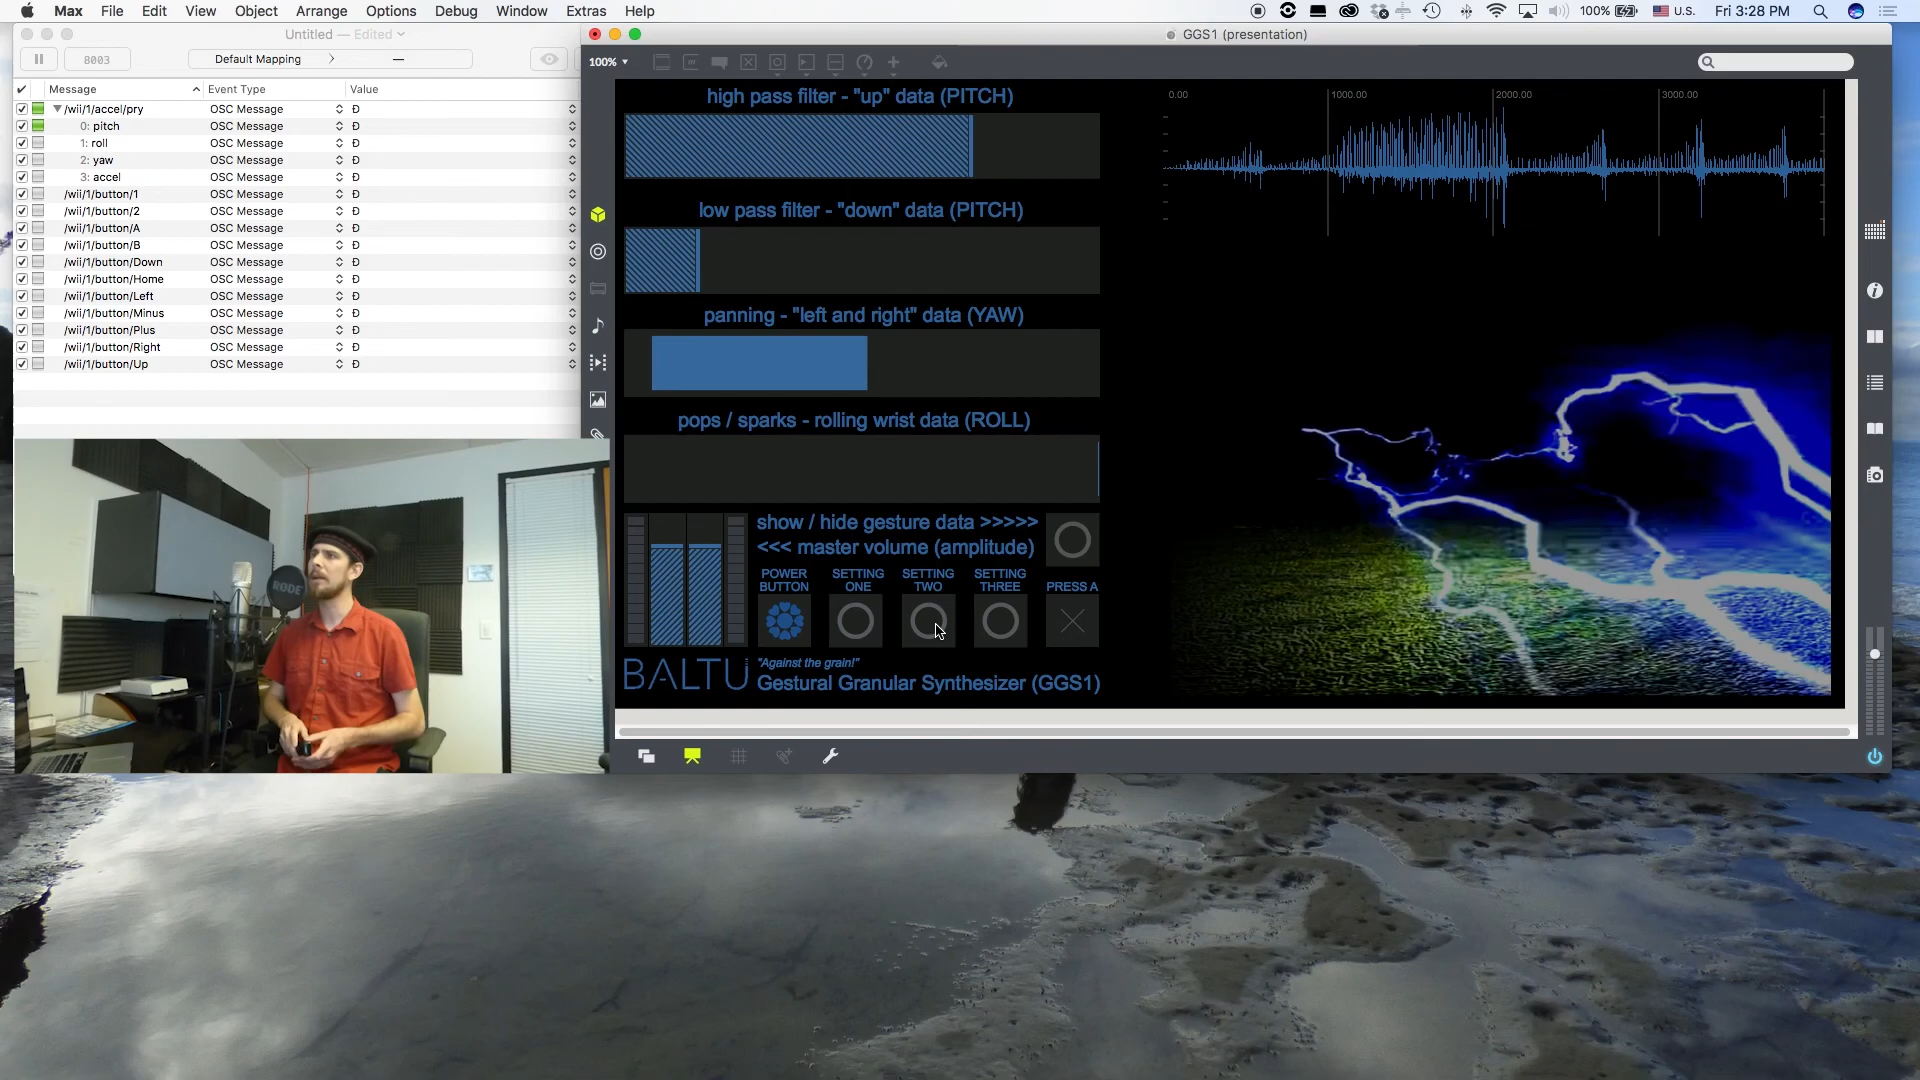 Max File Edit View Object Arrange Options Debug Window Extras Help 100% U.S. Fri 3:28 PM
Untitled — Edited
8003 Default Mapping —
Message Event Type Value
/wii/1/accel/pry OSC Message Đ
0: pitch OSC Message Đ
1: roll OSC Message Đ
2: yaw OSC Message Đ
3: accel OSC Message Đ
/wii/1/button/1 OSC Message Đ
/wii/1/button/2 OSC Message Đ
/wii/1/button/A OSC Message Đ
/wii/1/button/B OSC Message Đ
/wii/1/button/Down OSC Message Đ
/wii/1/button/Home OSC Message Đ
/wii/1/button/Left OSC Message Đ
/wii/1/button/Minus OSC Message Đ
/wii/1/button/Plus OSC Message Đ
/wii/1/button/Right OSC Message Đ
/wii/1/button/Up OSC Message Đ
RODE
GGS1 (presentation)
100%
high pass filter - "up" data (PITCH)
low pass filter - "down" data (PITCH)
panning - "left and right" data (YAW)
pops / sparks - rolling wrist data (ROLL)
show / hide gesture data >>>>>
<<< master volume (amplitude)
POWER BUTTON
SETTING ONE
SETTING TWO
SETTING THREE
PRESS A
BALTU
"Against the grain!"
Gestural Granular Synthesizer (GGS1)
0.00 1000.00 2000.00 3000.00